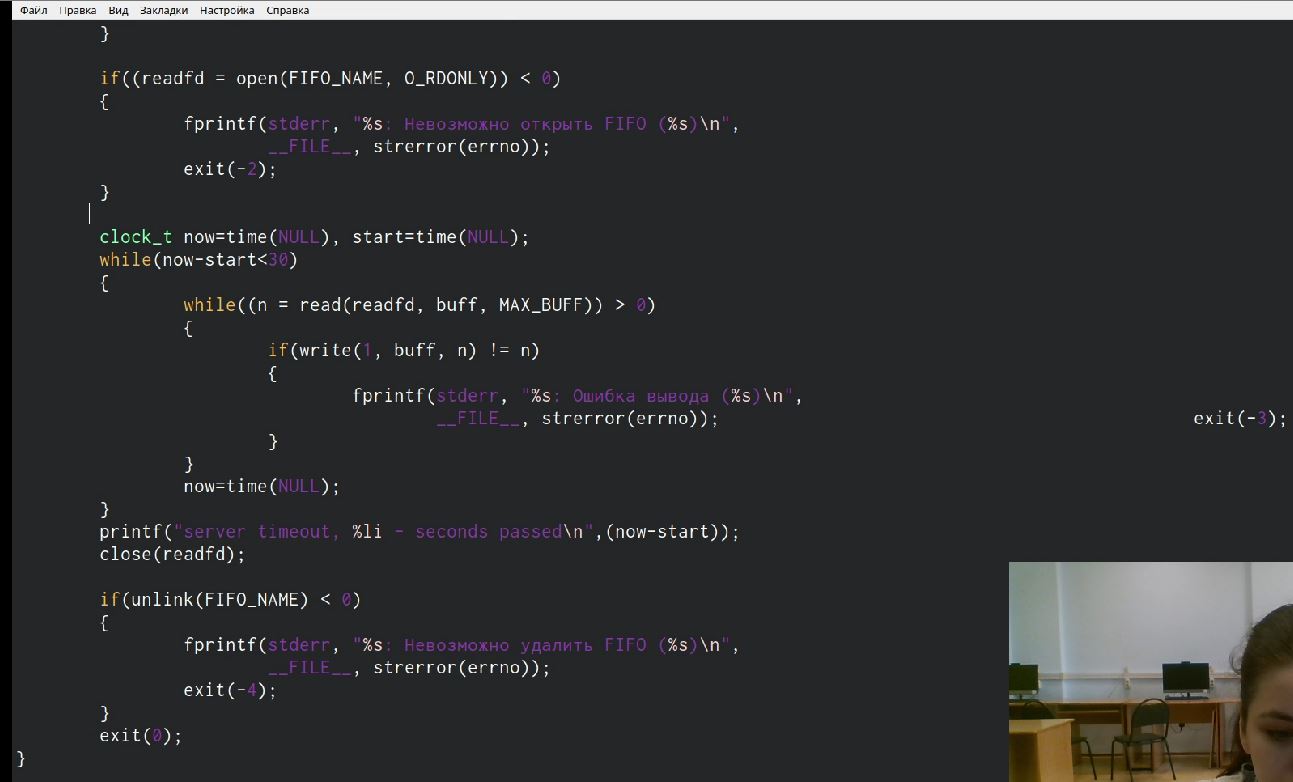 Файл Правка Вид Закладки Настройка Справка
}
if((readfd = open(FIFO_NAME, O_RDONLY)) < 0)
{
fprintf(stderr, "%s: Невозможно открыть FIFO (%s)\n",
__FILE__, strerror(errno));
exit(-2);
}
clock_t now=time(NULL), start=time(NULL);
while(now-start<30)
{
while((n = read(readfd, buff, MAX_BUFF)) > 0)
{
if(write(1, buff, n) != n)
{
fprintf(stderr, "%s: Ошибка вывода (%s)\n",
__FILE__, strerror(errno)); exit(-3);
}
}
now=time(NULL);
}
printf("server timeout, %li - seconds passed\n",(now-start));
close(readfd);
if(unlink(FIFO_NAME) < 0)
{
fprintf(stderr, "%s: Невозможно удалить FIFO (%s)\n",
__FILE__, strerror(errno));
exit(-4);
}
exit(0);
}